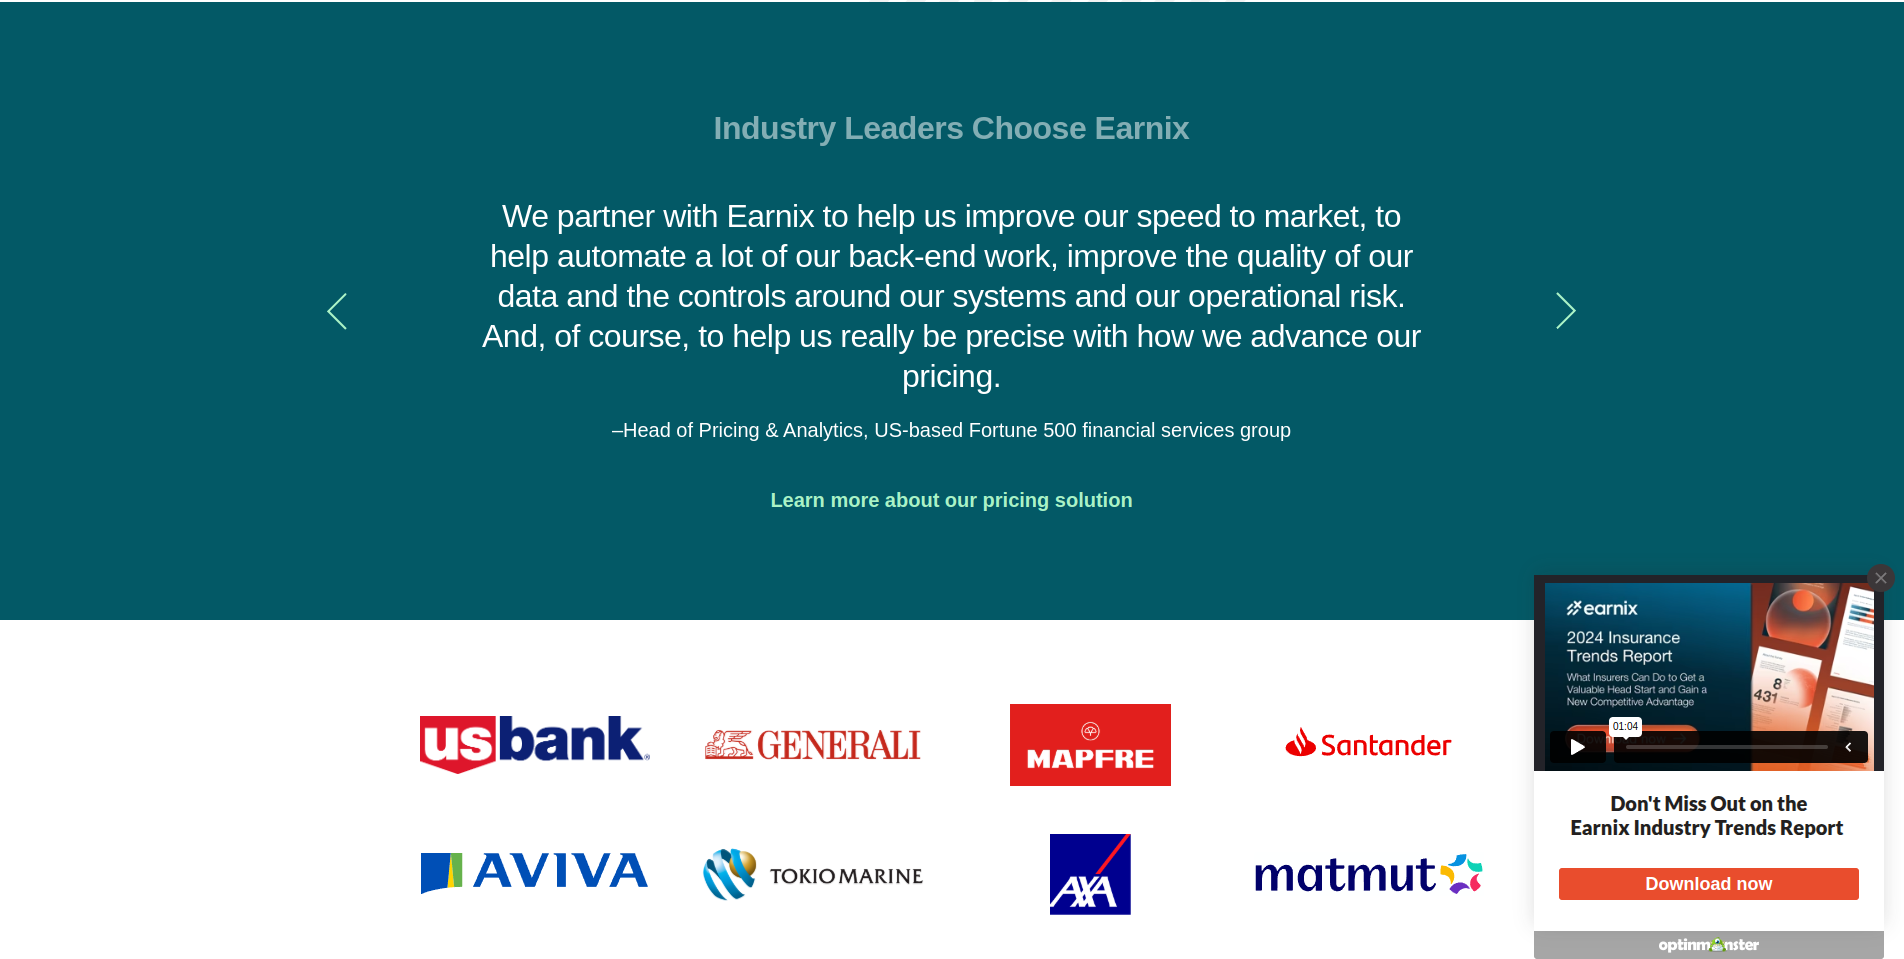 Industry Leaders Choose Earnix
We partner with Earnix to help us improve our speed to market, to
help automate a lot of our back-end work, improve the quality of our
data and the controls around our systems and our operational risk.
And, of course, to help us really be precise with how we advance our
pricing.
–Head of Pricing & Analytics, US-based Fortune 500 financial services group
Learn more about our pricing solution
usbank®
GENERALI
MAPFRE
Santander
AVIVA
TOKIO MARINE
AXA
matmut
earnix
2024 Insurance
Trends Report
What Insurers Can Do to Get a
Valuable Head Start and Gain a
New Competitive Advantage
8
431
01:04
Don't Miss Out on the
Earnix Industry Trends Report
Download now
optinmonster